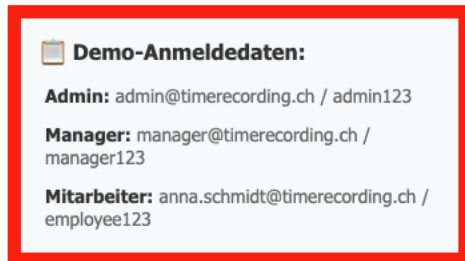 📋 Demo-Anmeldedaten:
Admin: admin@timerecording.ch / admin123
Manager: manager@timerecording.ch /
manager123
Mitarbeiter: anna.schmidt@timerecording.ch /
employee123